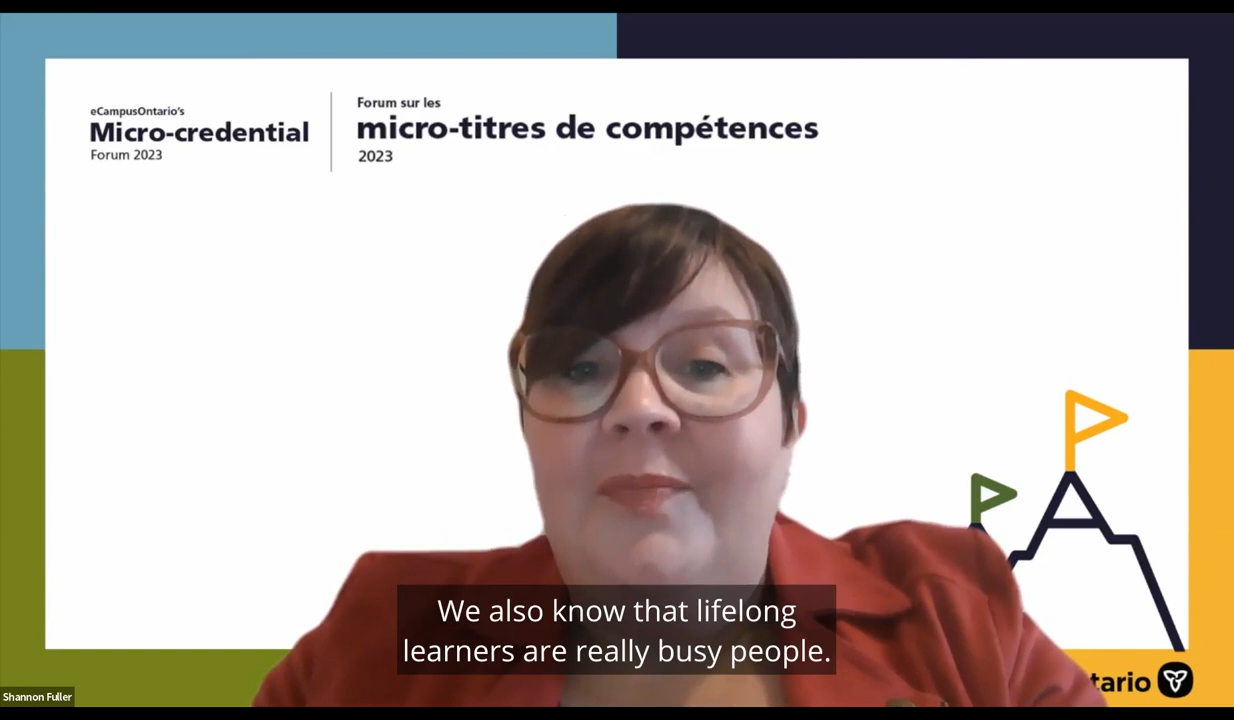 eCampusOntario's
Micro-credential
Forum 2023
Forum sur les
micro-titres de compétences
2023
We also know that lifelong
learners are really busy people.
Shannon Fuller
tario